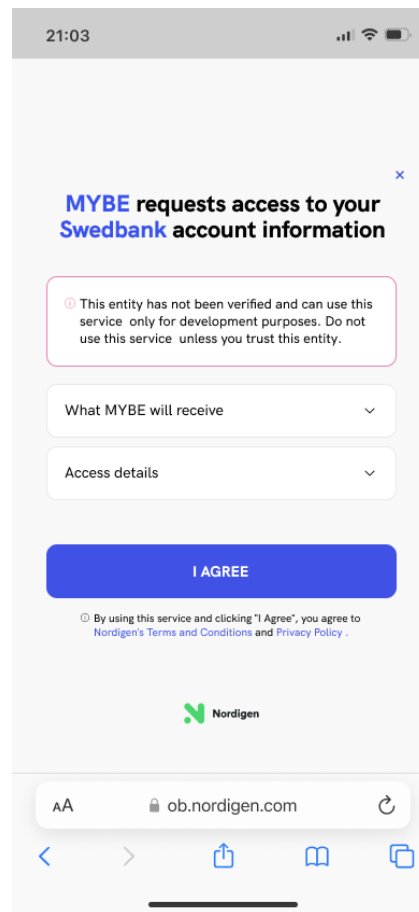 21:03
MYBE requests access to your
Swedbank account information
This entity has not been verified and can use this
service only for development purposes. Do not
use this service unless you trust this entity.
What MYBE will receive
Access details
I AGREE
By using this service and clicking "I Agree", you agree to
Nordigen's Terms and Conditions and Privacy Policy .
Nordigen
AA ob.nordigen.com